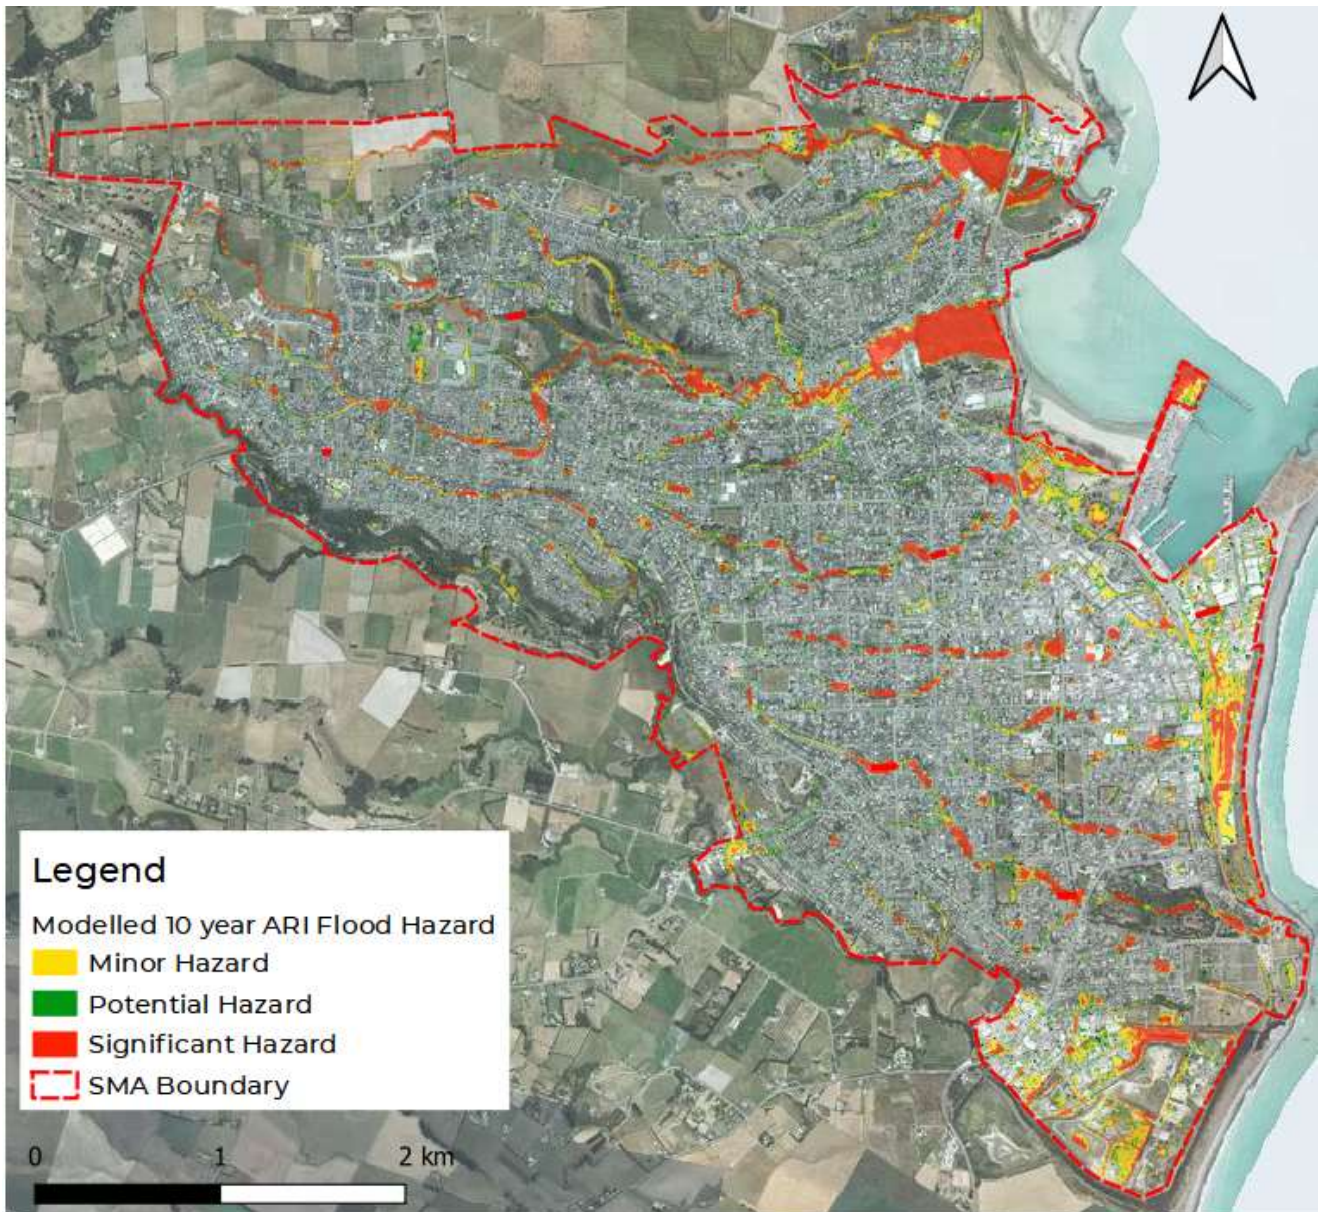 Legend
Modelled 10 year ARI Flood Hazard
Minor Hazard
Potential Hazard
Significant Hazard
SMA Boundary
0 1 2 km